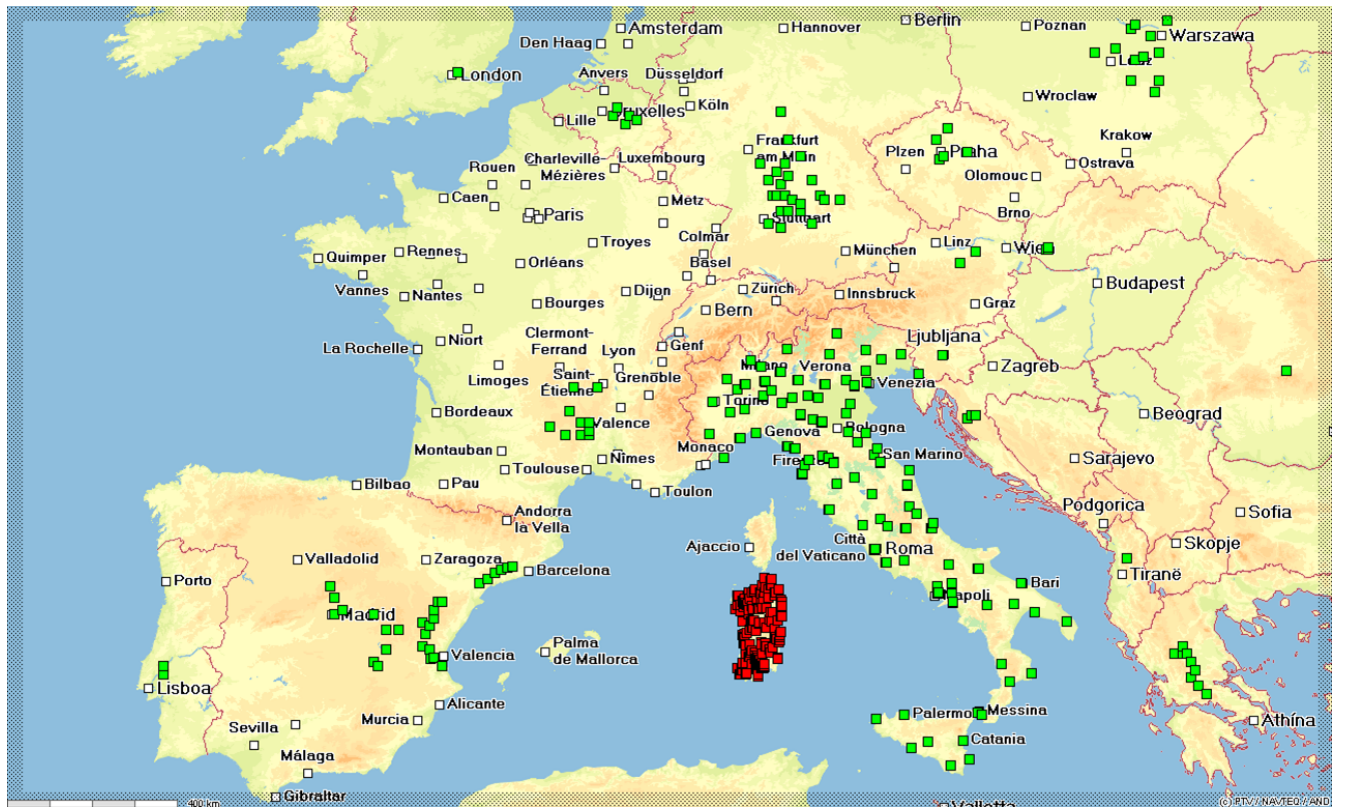 Amsterdam
Hannover
Berlin
Poznan
Warszawa
Den Haag
London
Anvers
Düsseldorf
Bruxelles
Köln
Wroclaw
Lille
Frankfurt
am Main
Krakow
Charleville-
Mézières
Luxembourg
Plzen
Praha
Ostrava
Rouen
Olomouc
Caen
Metz
Brno
Paris
Stuttgart
Troyes
Colmar
Linz
Wien
Rennes
München
Quimper
Orléans
Basel
Vannes
Nantes
Dijon
Zürich
Innsbruck
Budapest
Bourges
Bern
Graz
Niort
Clermont-
Ferrand
Lyon
Genf
Ljubljana
La Rochelle
Milano
Verona
Zagreb
Limoges
Saint-
Étienne
Grenoble
Venezia
Torino
Bordeaux
Beograd
Valence
Genova
Bologna
Montauban
Monaco
Nîmes
Firenze
San Marino
Sarajevo
Toulouse
Bilbao
Pau
Toulon
Podgorica
Andorra
la Vella
Sofia
Ajaccio
Città
del Vaticano
Roma
Skopje
Valladolid
Zaragoza
Barcelona
Tiranë
Porto
Bari
Napoli
Madrid
Palma
de Mallorca
Valencia
Lisboa
Alicante
Sevilla
Murcia
Palermo
Messina
Athína
Catania
Málaga
Gibraltar
400 km
Valletta
(c) PTV / NAVTEQ / AND